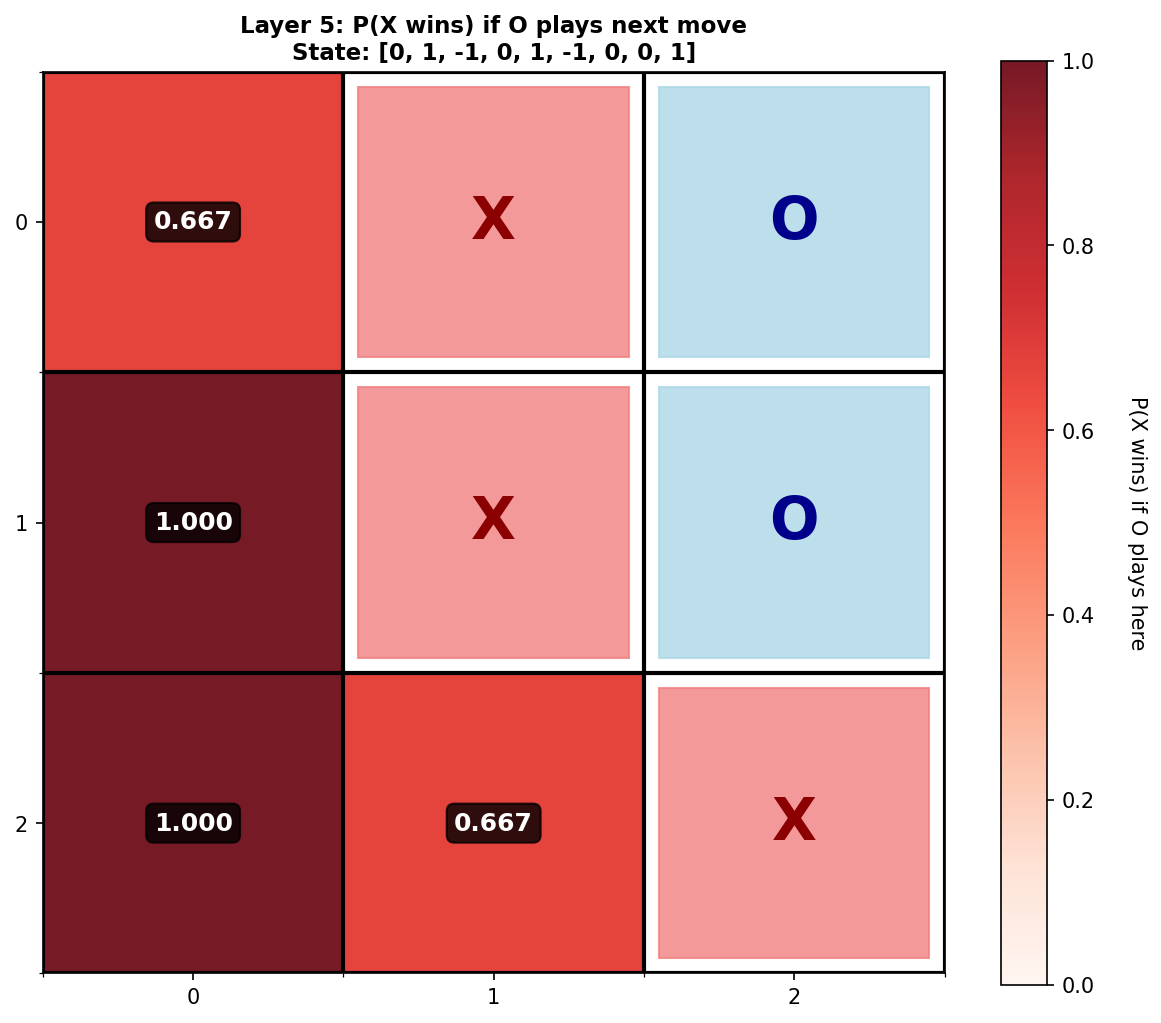 Layer 5: P(X wins) if O plays next move
State: [0, 1, -1, 0, 1, -1, 0, 0, 1]
0
0.667
X
O
1
1.000
X
O
2
1.000
0.667
X
0
1
2
1.0
0.8
0.6
0.4
0.2
0.0
P(X wins) if O plays here